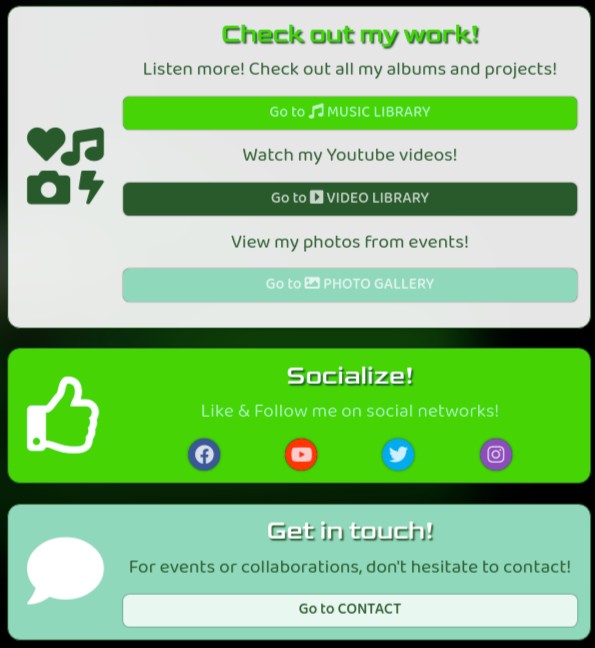 Check out my work!
Listen more! Check out all my albums and projects!
Go to MUSIC LIBRARY
Watch my Youtube videos!
Go to VIDEO LIBRARY
View my photos from events!
Go to PHOTO GALLERY
Socialize!
Like & Follow me on social networks!
Get in touch!
For events or collaborations, don't hesitate to contact!
Go to CONTACT